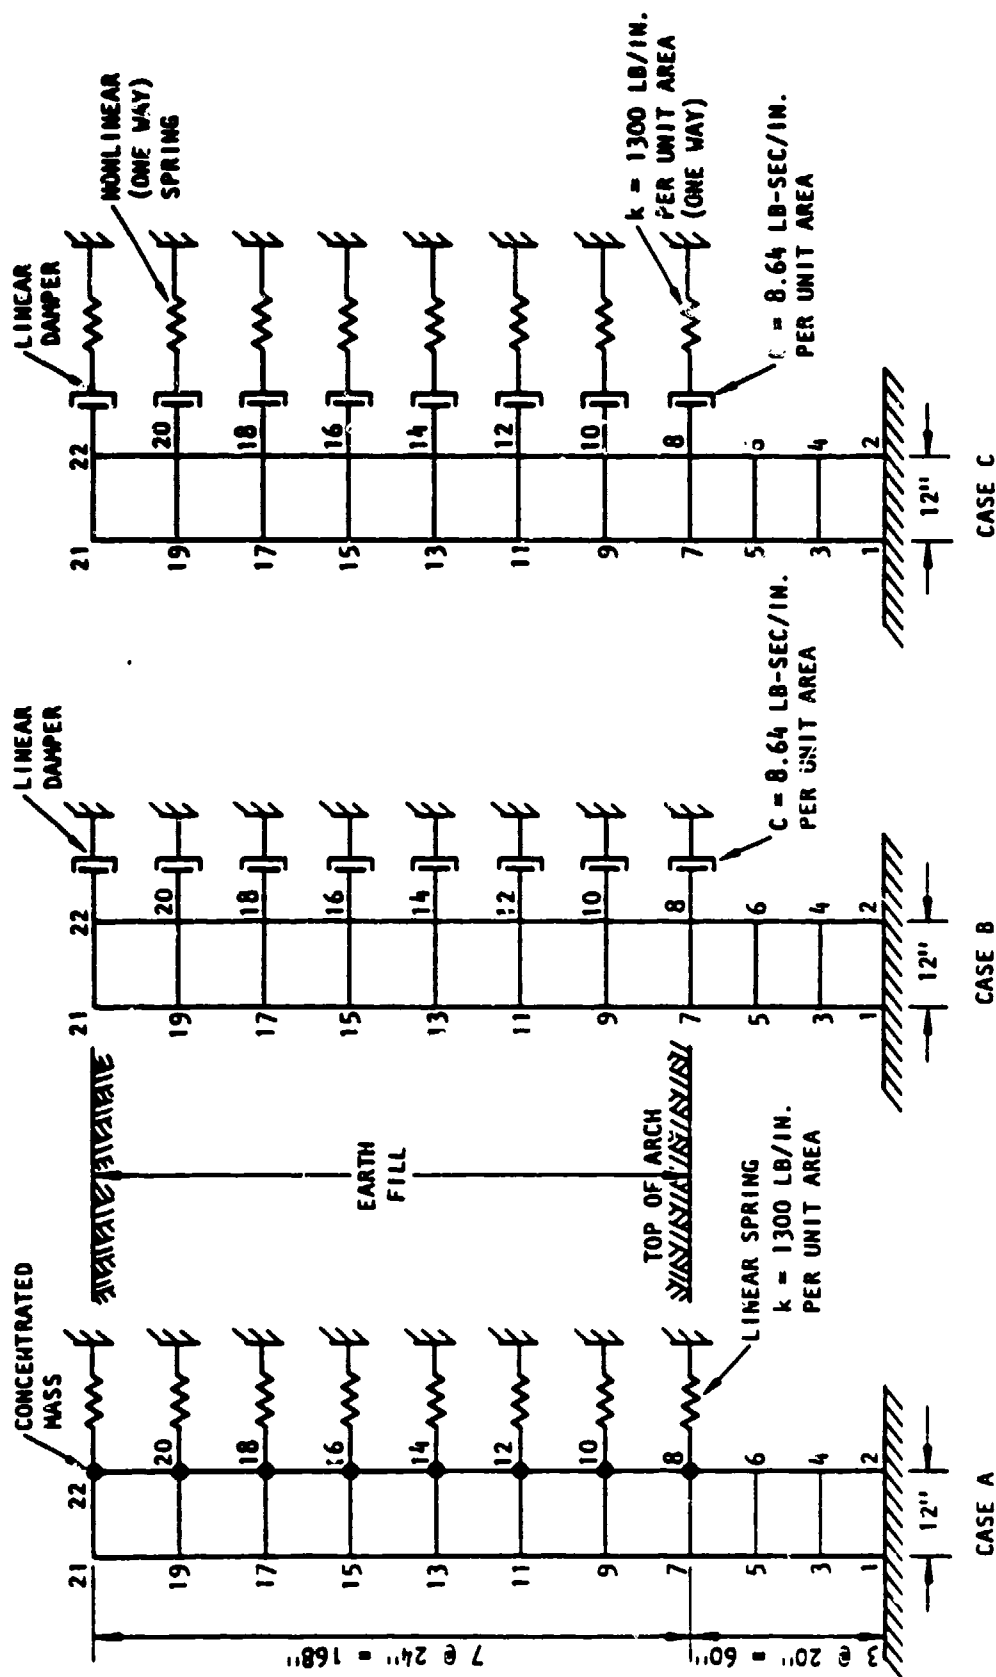 7 @ 24" = 168"
3 @ 20" = 60"
CONCENTRATED
MASS
21
22
19
20
17
18
15
16
13
14
11
12
9
10
7
8
5
6
3
4
1
2
12"
CASE A
LINEAR SPRING
k = 1300 LB/IN.
PER UNIT AREA
EARTH
FILL
TOP OF ARCH
LINEAR
DAMPER
21
22
19
20
17
18
15
16
13
14
11
12
9
10
7
8
5
6
3
4
1
2
12"
CASE B
C = 8.64 LB-SEC/IN.
PER UNIT AREA
LINEAR
DAMPER
NONLINEAR
(ONE WAY)
SPRING
21
22
19
20
17
18
15
16
13
14
11
12
9
10
7
8
5
3
4
1
2
12"
CASE C
k = 1300 LB/IN.
PER UNIT AREA
(ONE WAY)
= 8.64 LB-SEC/IN.
PER UNIT AREA